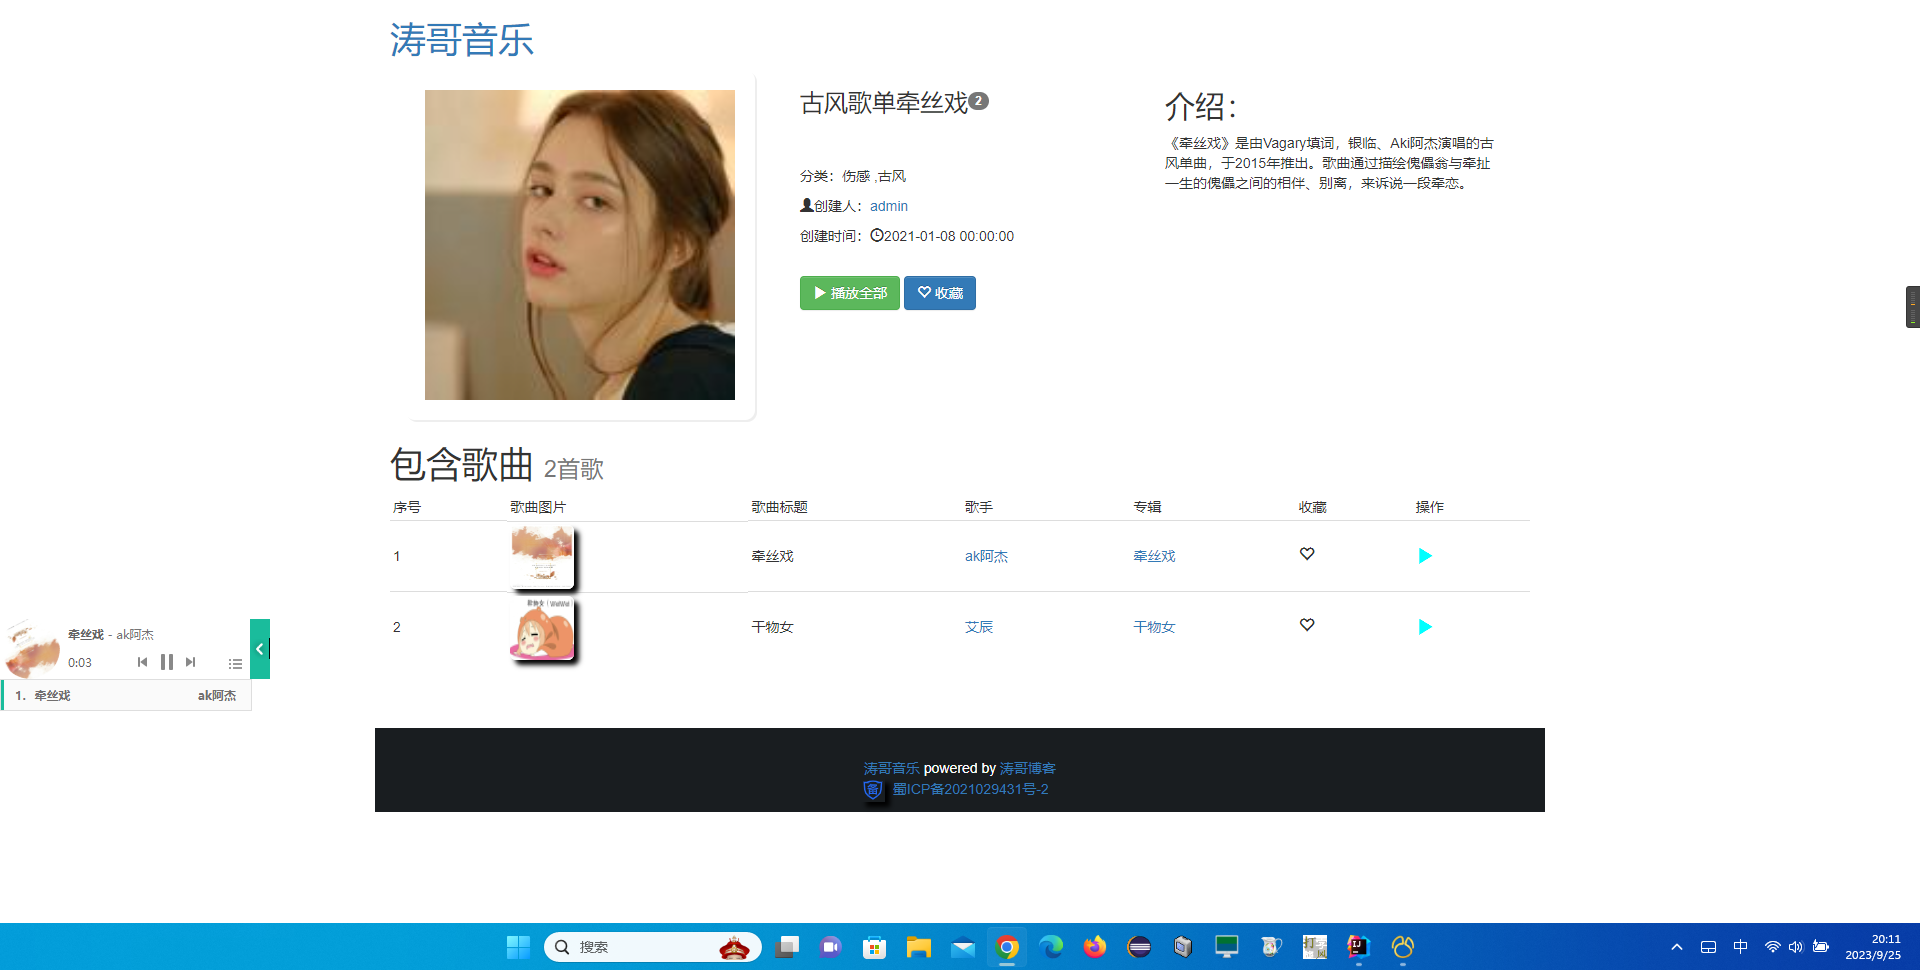 涛哥音乐
古风歌单牵丝戏2
分类：伤感 ,古风
创建人：admin
创建时间：2021-01-08 00:00:00
播放全部 收藏
介绍：
《牵丝戏》是由Vagary填词，银临、Aki阿杰演唱的古
风单曲，于2015年推出。歌曲通过描绘傀儡翁与牵扯
一生的傀儡之间的相伴、别离，来诉说一段牵恋。
包含歌曲 2首歌
序号 歌曲图片 歌曲标题 歌手 专辑 收藏 操作
1 牵丝戏 ak阿杰 牵丝戏
2 干物女 艾辰 干物女
牵丝戏 - ak阿杰
0:03
1. 牵丝戏 ak阿杰
涛哥音乐 powered by 涛哥博客
备 蜀ICP备2021029431号-2
搜索
中
20:11
2023/9/25